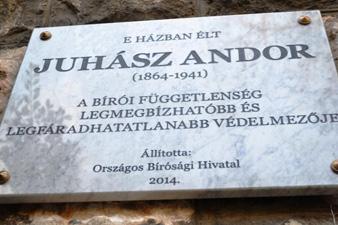 E HÁZBAN ÉLT
JUHÁSZ ANDOR
(1864-1941)
A BÍRÓI FÜGGETLENSÉG
LEGMEGBÍZHATÓBB ÉS
LEGFÁRADHATATLANABB VÉDELMEZŐJE
Állította:
Országos Bírósági Hivatal
2014.